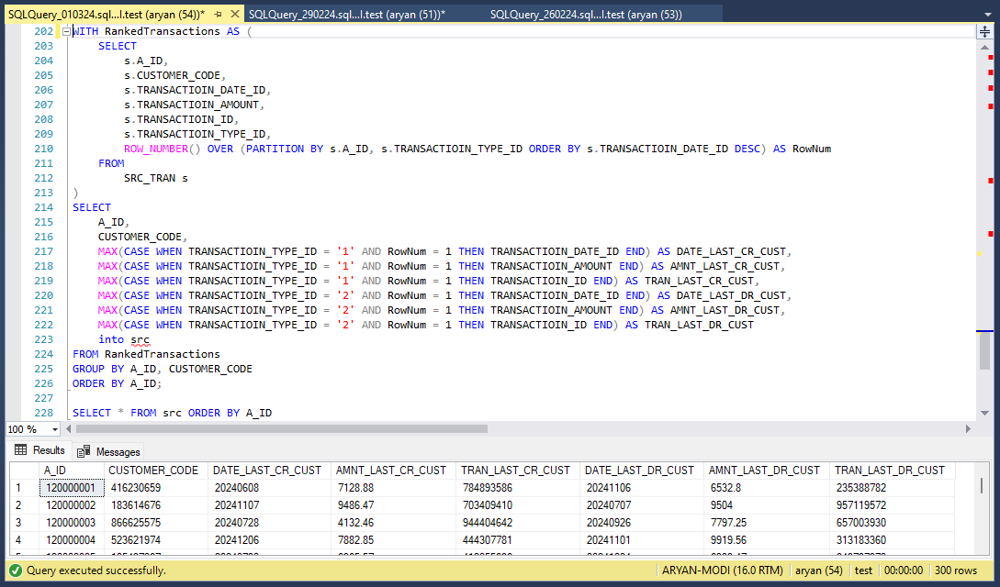 SQLQuery_010324.sql...l.test (aryan (54))* SQLQuery_290224.sql...l.test (aryan (51))* SQLQuery_260224.sql...l.test (aryan (53))
202 WITH RankedTransactions AS (
203 SELECT
204 s.A_ID,
205 s.CUSTOMER_CODE,
206 s.TRANSACTIOIN_DATE_ID,
207 s.TRANSACTIOIN_AMOUNT,
208 s.TRANSACTIOIN_ID,
209 s.TRANSACTIOIN_TYPE_ID,
210 ROW_NUMBER() OVER (PARTITION BY s.A_ID, s.TRANSACTIOIN_TYPE_ID ORDER BY s.TRANSACTIOIN_DATE_ID DESC) AS RowNum
211 FROM
212 SRC_TRAN s
213 )
214 SELECT
215 A_ID,
216 CUSTOMER_CODE,
217 MAX(CASE WHEN TRANSACTIOIN_TYPE_ID = '1' AND RowNum = 1 THEN TRANSACTIOIN_DATE_ID END) AS DATE_LAST_CR_CUST,
218 MAX(CASE WHEN TRANSACTIOIN_TYPE_ID = '1' AND RowNum = 1 THEN TRANSACTIOIN_AMOUNT END) AS AMNT_LAST_CR_CUST,
219 MAX(CASE WHEN TRANSACTIOIN_TYPE_ID = '1' AND RowNum = 1 THEN TRANSACTIOIN_ID END) AS TRAN_LAST_CR_CUST,
220 MAX(CASE WHEN TRANSACTIOIN_TYPE_ID = '2' AND RowNum = 1 THEN TRANSACTIOIN_DATE_ID END) AS DATE_LAST_DR_CUST,
221 MAX(CASE WHEN TRANSACTIOIN_TYPE_ID = '2' AND RowNum = 1 THEN TRANSACTIOIN_AMOUNT END) AS AMNT_LAST_DR_CUST,
222 MAX(CASE WHEN TRANSACTIOIN_TYPE_ID = '2' AND RowNum = 1 THEN TRANSACTIOIN_ID END) AS TRAN_LAST_DR_CUST
223 into src
224 FROM RankedTransactions
225 GROUP BY A_ID, CUSTOMER_CODE
226 ORDER BY A_ID;
227
228 SELECT * FROM src ORDER BY A_ID
100 %
Results Messages
A_ID CUSTOMER_CODE DATE_LAST_CR_CUST AMNT_LAST_CR_CUST TRAN_LAST_CR_CUST DATE_LAST_DR_CUST AMNT_LAST_DR_CUST TRAN_LAST_DR_CUST
1 120000001 416230659 20240608 7128.88 784893586 20241106 6532.8 235388782
2 120000002 183614676 20241107 9486.47 703409410 20240707 9504 957119572
3 120000003 866625575 20240728 4132.46 944404642 20240926 7797.25 657003930
4 120000004 523621974 20241206 7882.85 444307781 20241101 9919.56 313183360
Query executed successfully. ARYAN-MODI (16.0 RTM) aryan (54) test 00:00:00 300 rows